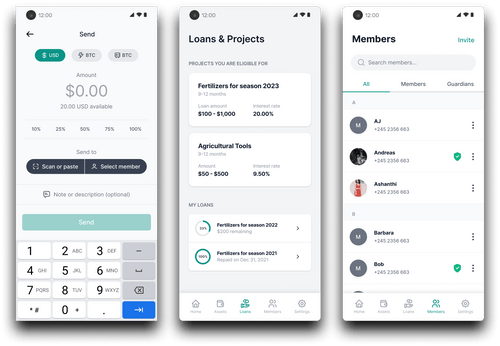 12:00
Send
$ USD
BTC
BTC
Amount
$0.00
20.00 USD available
10%
25%
50%
75%
100%
Send to
Scan or paste
Select member
Note or description (optional)
Send
1
2 ABC
3 DEF
−
4 GHI
5 JKL
6 MNO
7 PQRS
8 TUV
9 WXYZ
* #
0 +
.
12:00
Loans & Projects
PROJECTS YOU ARE ELIGIBLE FOR
Fertilizers for season 2023
9-12 months
Loan amount
Interest rate
$100 - $1,000
20.00%
Agricultural Tools
9-12 months
Amount
Interest rate
$50 - $500
9.50%
MY LOANS
Fertilizers for season 2022
$200 remaining
Fertilizers for season 2021
100%
Repaid on Dec 31, 2021
Home
Assets
Loans
Members
Settings
12:00
Members
Invite
Search members...
All
Members
Guardians
A
M
AJ
+245 2356 663
Andreas
+245 2356 663
Ashanthi
+245 2356 663
B
M
Barbara
+245 2356 663
M
Bob
+245 2356 663
Home
Assets
Loans
Members
Settings